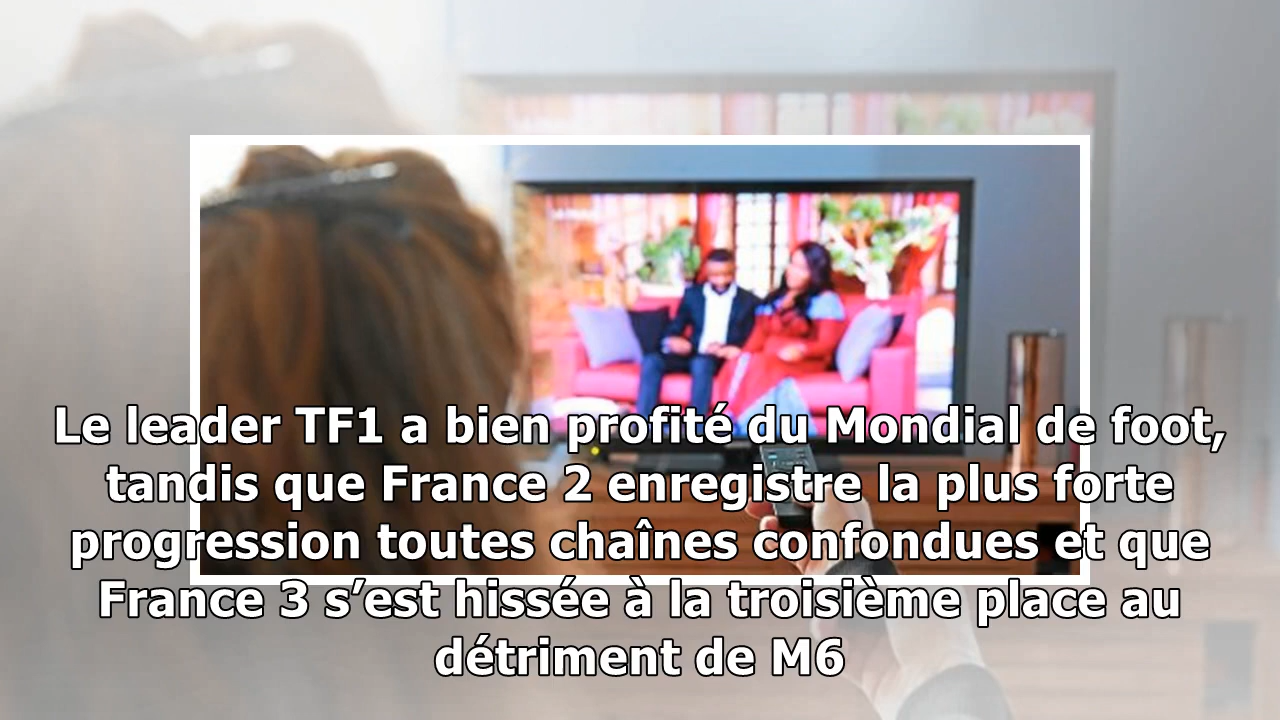 Le leader TF1 a bien profité du Mondial de foot,
tandis que France 2 enregistre la plus forte
progression toutes chaînes confondues et que
France 3 s’est hissée à la troisième place au
détriment de M6